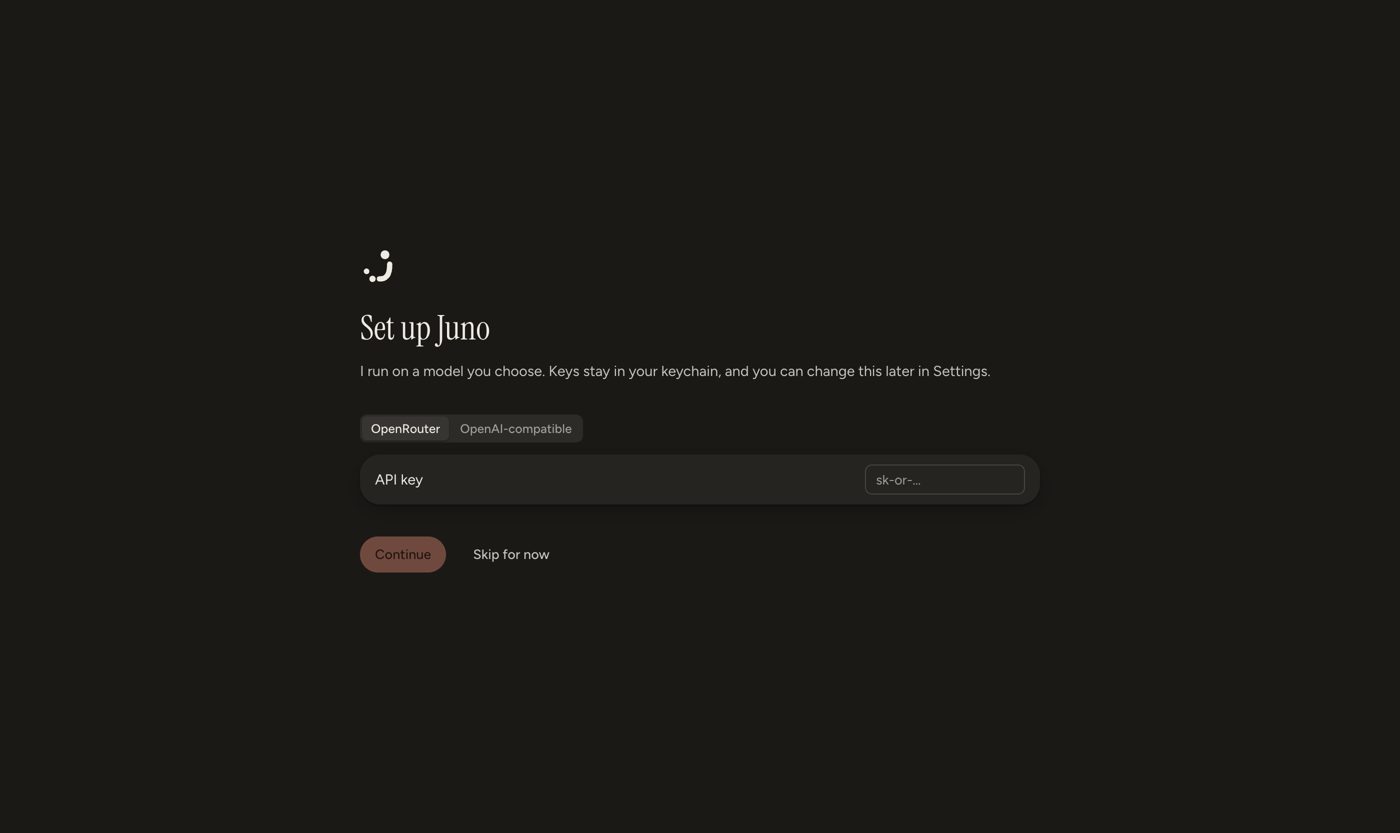 Set up Juno
I run on a model you choose. Keys stay in your keychain, and you can change this later in Settings.
OpenRouter OpenAI-compatible
API key sk-or-...
Continue Skip for now